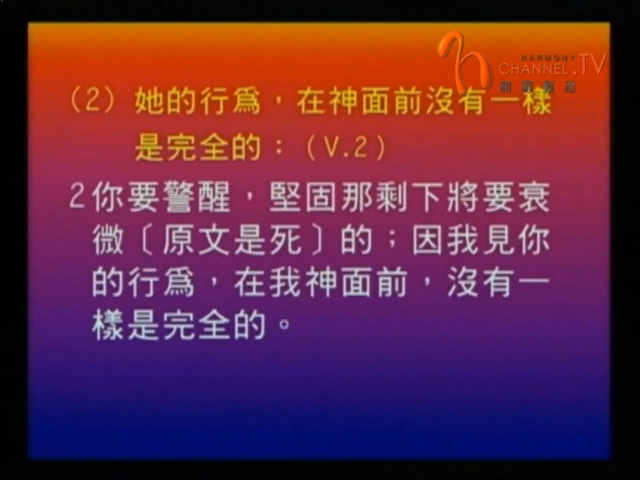 HARMONY
CHANNEL.TV
(2) 她的行為，在神面前沒有一樣
是完全的：(V.2)
2你要警醒，堅固那剩下將要衰
微〔原文是死〕的；因我見你
的行為，在我神面前，沒有一
樣是完全的。